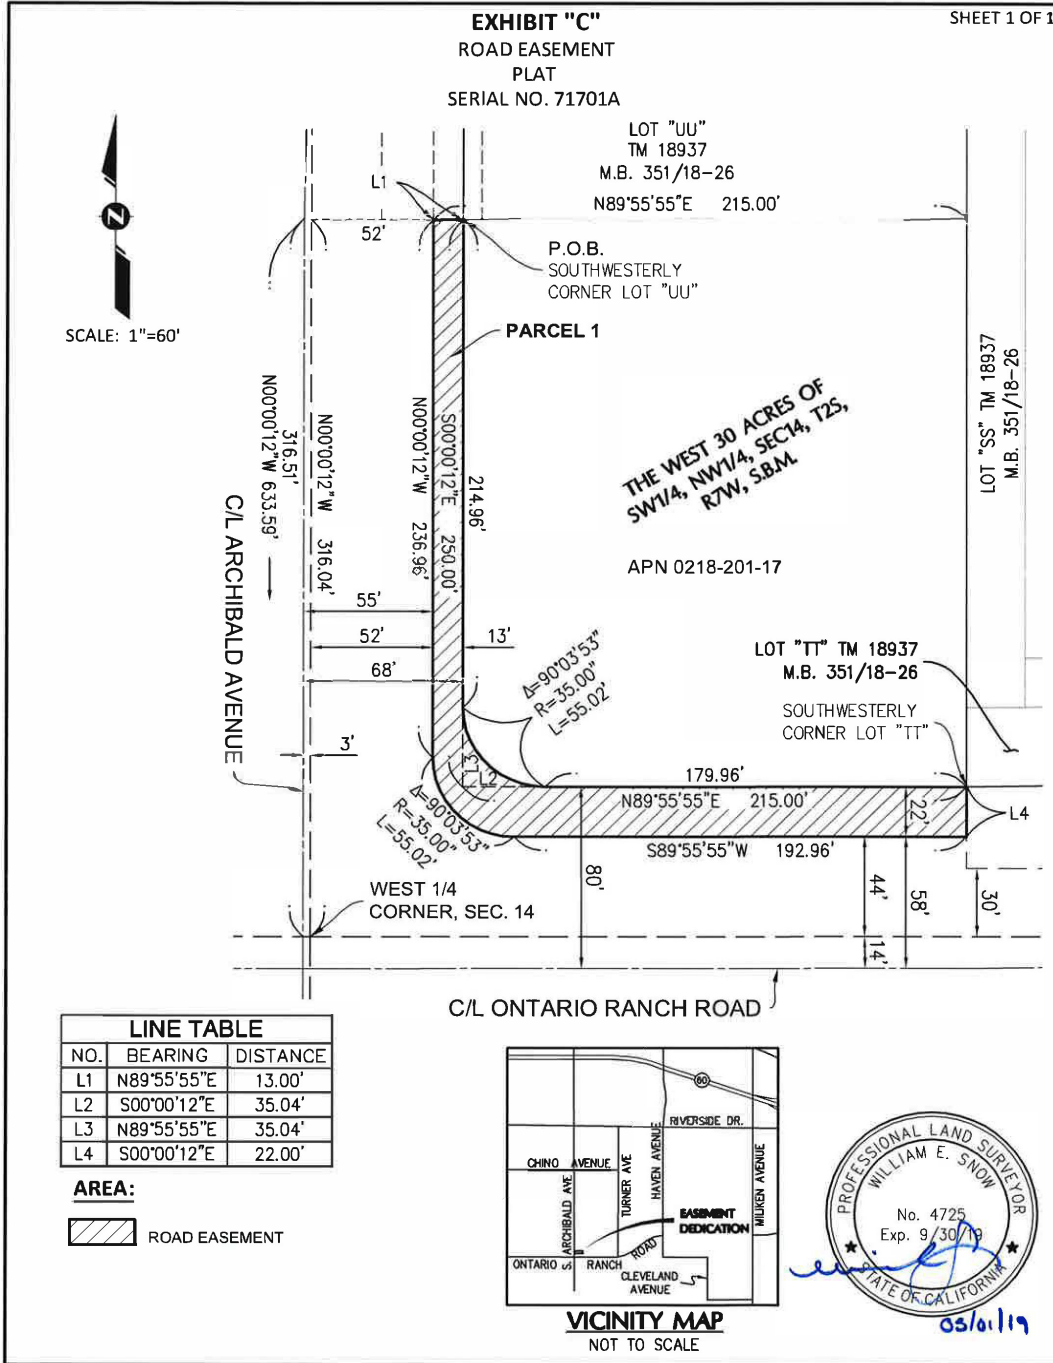 EXHIBIT "C"
SHEET 1 OF 1
ROAD EASEMENT
PLAT
SERIAL NO. 71701A
LOT "UU"
TM 18937
M.B. 351/18-26
N89°55'55"E 215.00'
L1
52'
P.O.B.
SOUTHWESTERLY
CORNER LOT "UU"
N
SCALE: 1"=60'
PARCEL 1
THE WEST 30 ACRES OF
SW1/4, NW1/4, SEC14, T2S,
R7W, S.B.M.
LOT "SS" TM 18937
M.B. 351/18-26
N00°00'12"W 633.59'
316.51'
N00°00'12"W 316.04'
N00°00'12"W 236.96'
S00°00'12"E 250.00'
214.96'
C/L ARCHIBALD AVENUE
APN 0218-201-17
55'
52'
13'
68'
3'
Δ=90°03'53"
R=35.00"
L=55.02'
LOT "TT" TM 18937
M.B. 351/18-26
SOUTHWESTERLY
CORNER LOT "TT"
L3
L2
179.96'
N89°55'55"E 215.00'
22'
L4
Δ=90°03'53"
R=35.00"
L=55.02'
S89°55'55"W 192.96'
80'
44'
58'
30'
14'
WEST 1/4
CORNER, SEC. 14
C/L ONTARIO RANCH ROAD
LINE TABLE
NO. BEARING DISTANCE
L1 N89°55'55"E 13.00'
L2 S00°00'12"E 35.04'
L3 N89°55'55"E 35.04'
L4 S00°00'12"E 22.00'
AREA:
ROAD EASEMENT
60
RIVERSIDE DR.
CHINO AVENUE
S. ARCHIBALD AVE
TURNER AVE
HAVEN AVENUE
MILIKEN AVENUE
EASEMENT
DEDICATION
ONTARIO RANCH ROAD
CLEVELAND
AVENUE
VICINITY MAP
NOT TO SCALE
PROFESSIONAL LAND SURVEYOR
WILLIAM E. SNOW
No. 4725
Exp. 9/30/19
STATE OF CALIFORNIA
03/01/19